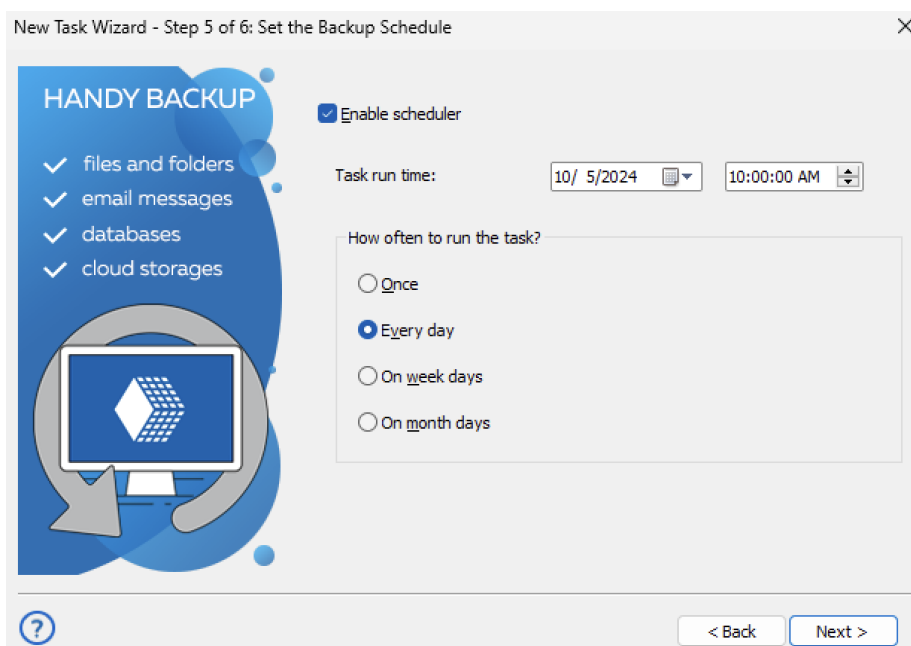 New Task Wizard - Step 5 of 6: Set the Backup Schedule
HANDY BACKUP
files and folders
email messages
databases
cloud storages
Enable scheduler
Task run time:
10/ 5/2024
10:00:00 AM
How often to run the task?
Once
Every day
On week days
On month days
?
< Back
Next >